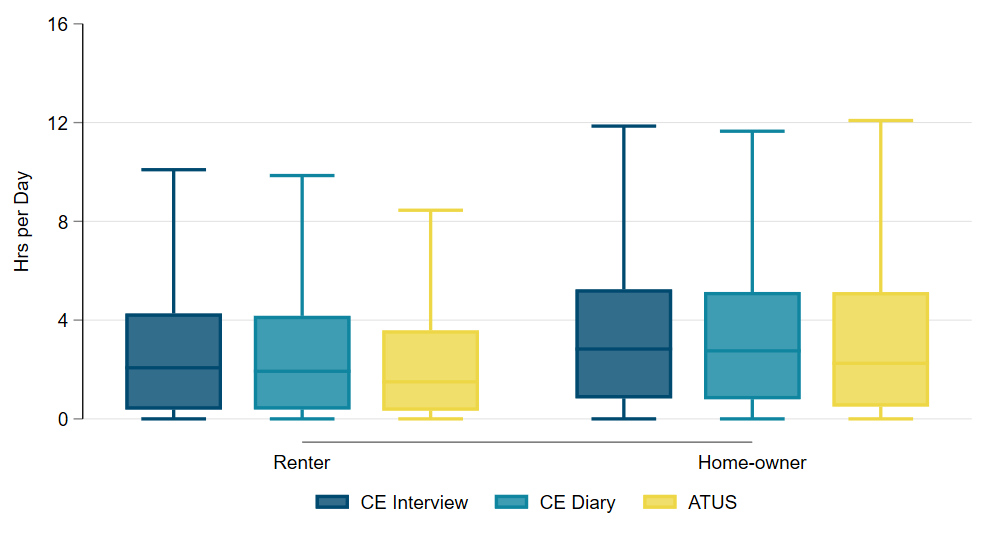 16
12
8
4
0
Hrs per Day
Renter
Home-owner
CE Interview
CE Diary
ATUS